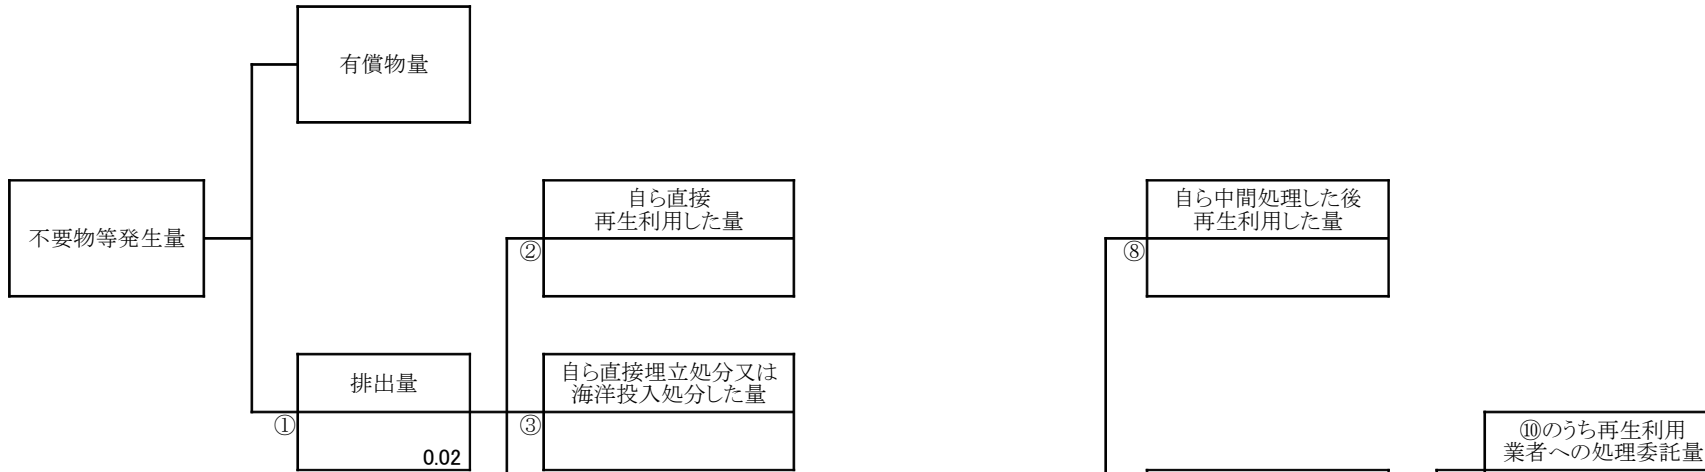 有償物量
不要物等発生量
自ら直接
再生利用した量
②
自ら中間処理した後
再生利用した量
⑧
排出量
①
0.02
自ら直接埋立処分又は
海洋投入処分した量
③
⑩のうち再生利用
業者への処理委託量